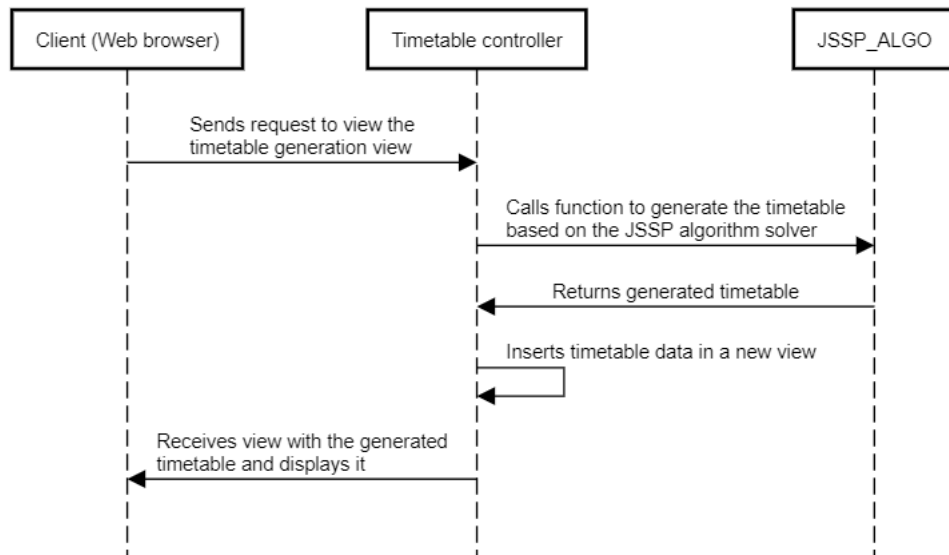 Client (Web browser)
Timetable controller
JSSP_ALGO
Sends request to view the
timetable generation view
Calls function to generate the timetable
based on the JSSP algorithm solver
Returns generated timetable
Inserts timetable data in a new view
Receives view with the generated
timetable and displays it